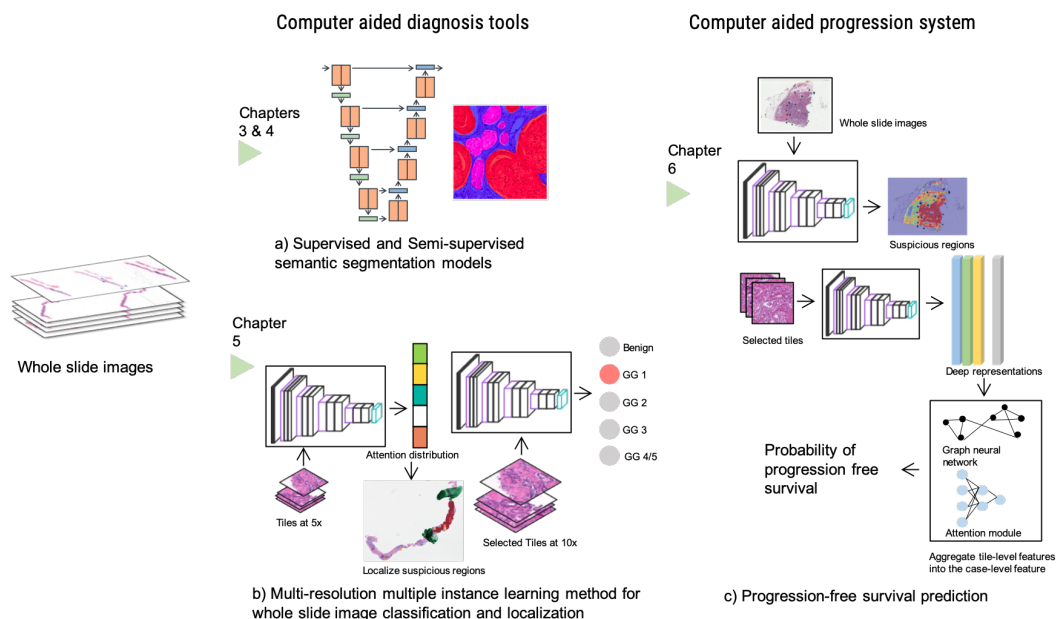 Computer aided diagnosis tools
Computer aided progression system
Chapters
3 & 4
a) Supervised and Semi-supervised
semantic segmentation models
Whole slide images
Chapter
5
Tiles at 5x
Attention distribution
Localize suspicious regions
Selected Tiles at 10x
Benign
GG 1
GG 2
GG 3
GG 4/5
b) Multi-resolution multiple instance learning method for
whole slide image classification and localization
Chapter
6
Whole slide images
Suspicious regions
Selected tiles
Deep representations
Graph neural
network
Attention module
Probability of
progression free
survival
Aggregate tile-level features
into the case-level feature
c) Progression-free survival prediction